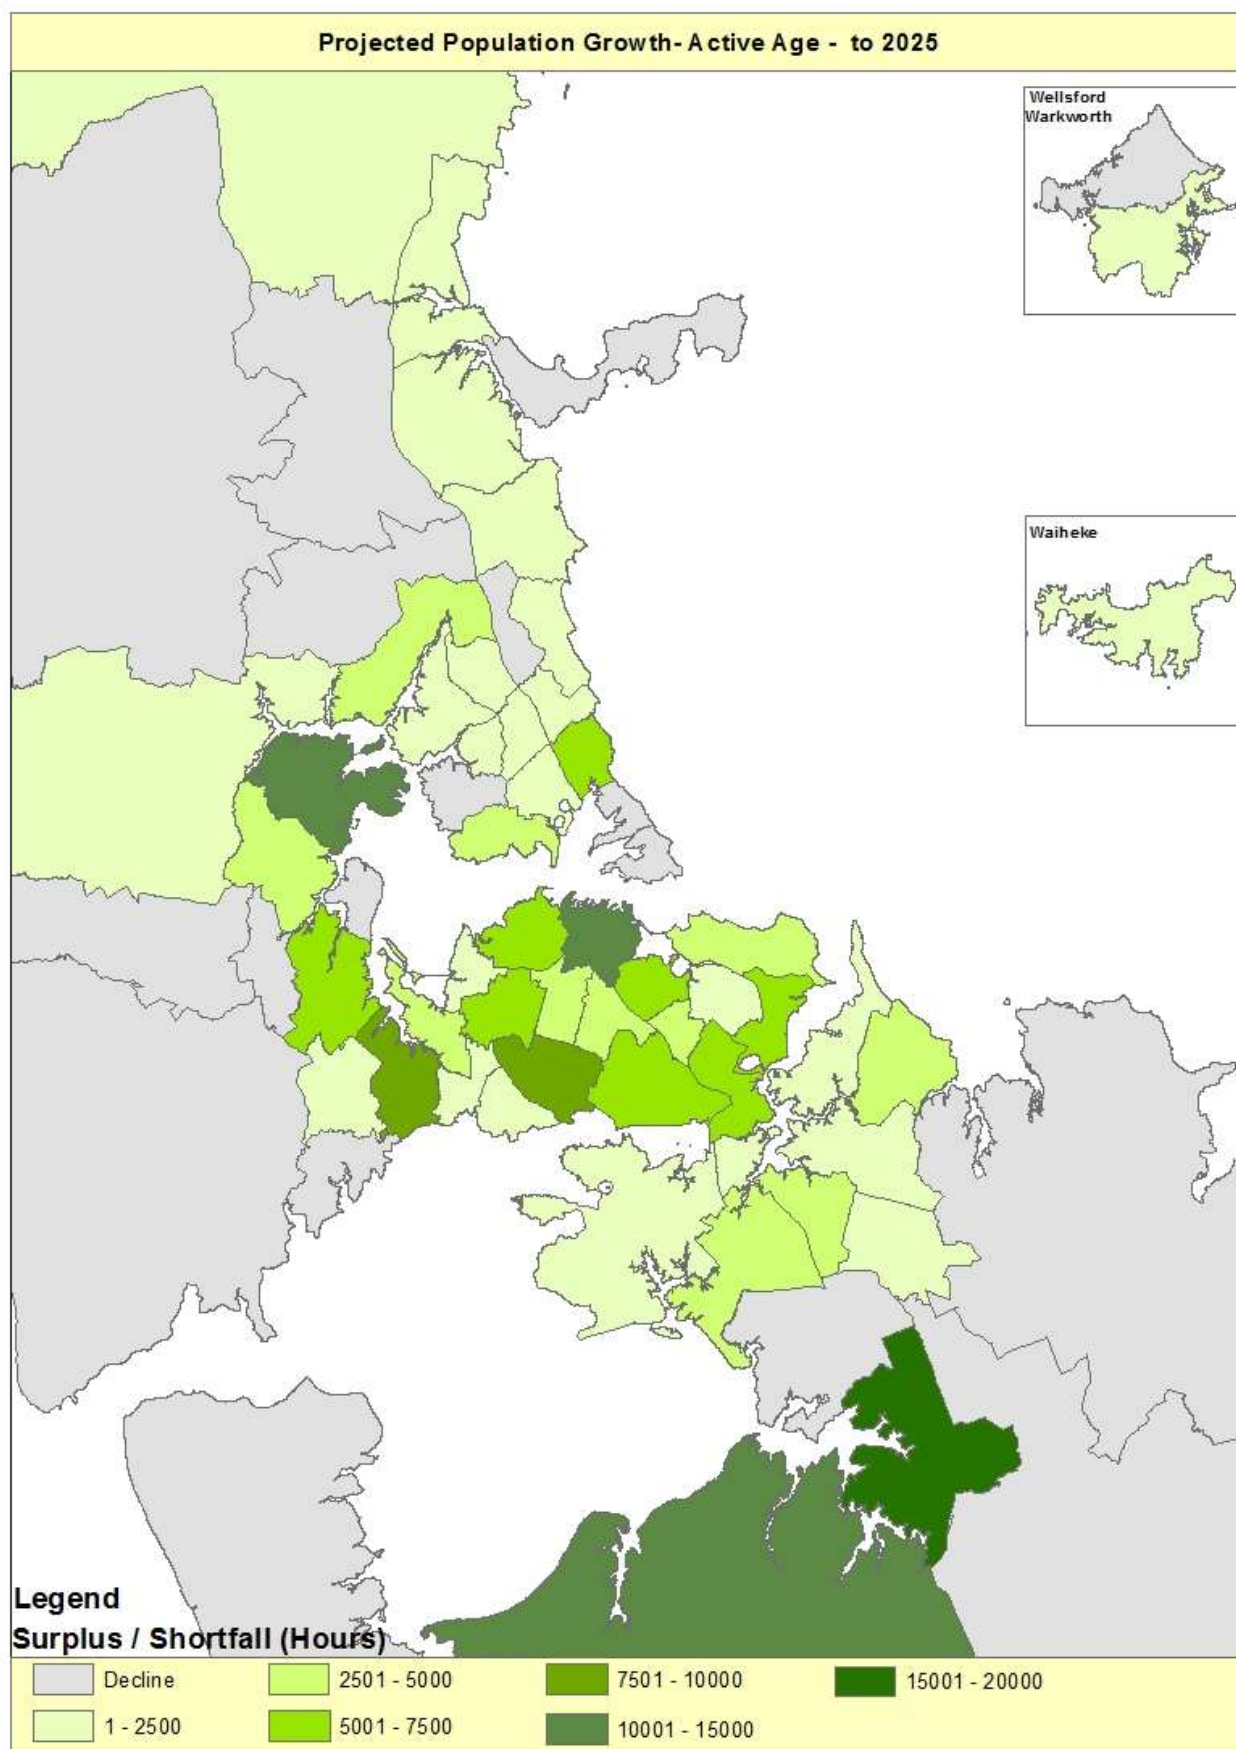 Projected Population Growth- Active Age - to 2025
Wellsford
Warkworth
Waiheke
Legend
Surplus / Shortfall (Hours)
Decline
2501 - 5000
7501 - 10000
15001 - 20000
1 - 2500
5001 - 7500
10001 - 15000